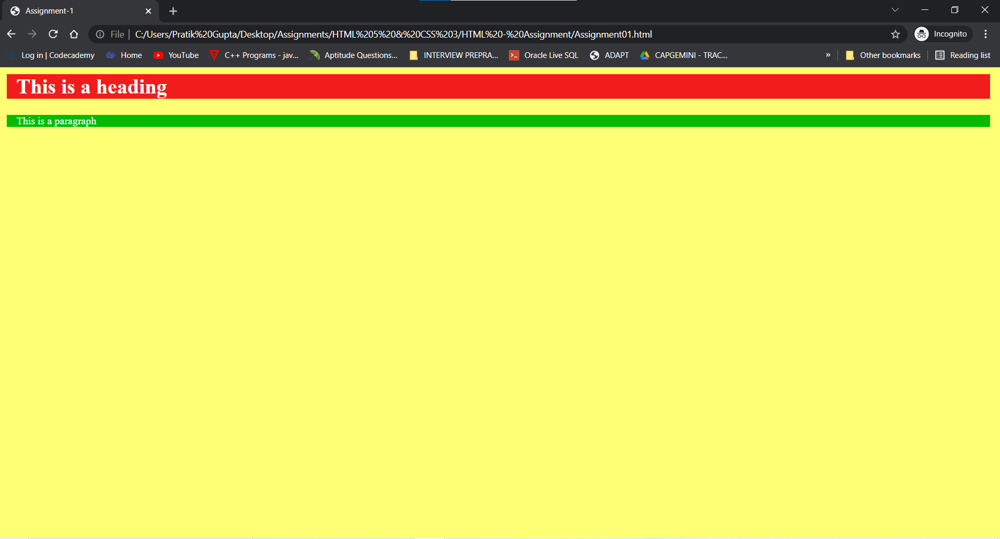 Assignment-1
File | C:/Users/Pratik%20Gupta/Desktop/Assignments/HTML%205%20&%20CSS%203/HTML%20-%20Assignment/Assignment01.html
Incognito
Log in | Codecademy Home YouTube C++ Programs - jav... Aptitude Questions... INTERVIEW PREPRA... Oracle Live SQL ADAPT CAPGEMINI - TRAC... » Other bookmarks Reading list
This is a heading
This is a paragraph